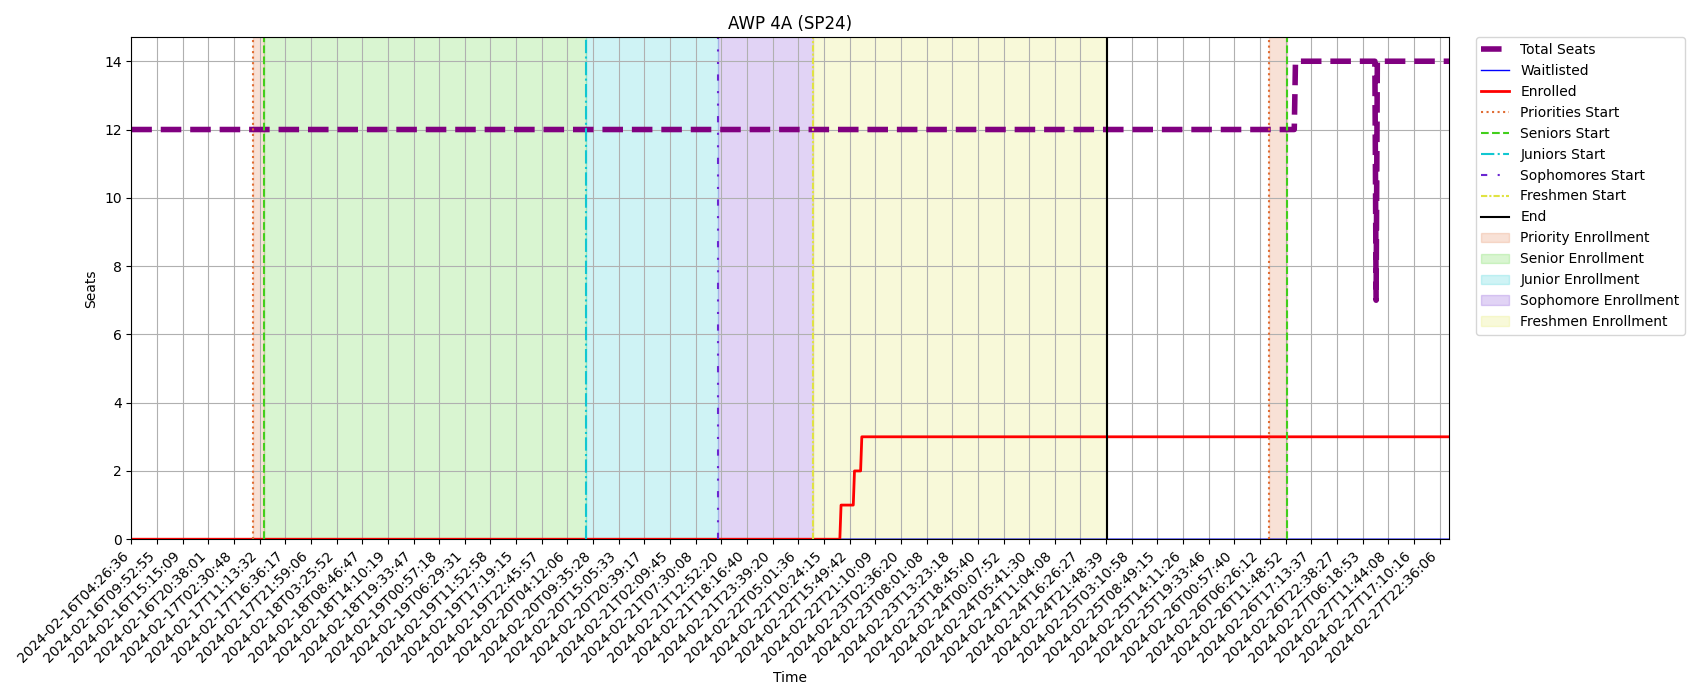 AWP 4A (SP24)
Seats
14
12
10
8
6
4
2
0
2024-02-16T04:26:36
2024-02-16T09:52:55
2024-02-16T15:15:09
2024-02-16T20:38:01
2024-02-17T02:30:48
2024-02-17T11:13:32
2024-02-17T16:36:17
2024-02-17T21:59:06
2024-02-18T03:25:52
2024-02-18T08:46:47
2024-02-18T14:10:19
2024-02-18T19:33:47
2024-02-19T00:57:18
2024-02-19T06:29:31
2024-02-19T11:52:58
2024-02-19T17:19:15
2024-02-19T22:45:57
2024-02-20T04:12:06
2024-02-20T09:35:28
2024-02-20T15:05:33
2024-02-20T20:39:17
2024-02-21T02:09:45
2024-02-21T07:30:08
2024-02-21T12:52:20
2024-02-21T18:16:40
2024-02-21T23:39:20
2024-02-22T05:01:36
2024-02-22T10:24:15
2024-02-22T15:49:42
2024-02-22T21:10:09
2024-02-23T02:36:20
2024-02-23T08:01:08
2024-02-23T13:23:18
2024-02-23T18:45:40
2024-02-24T00:07:52
2024-02-24T05:41:30
2024-02-24T11:04:08
2024-02-24T16:26:27
2024-02-24T21:48:39
2024-02-25T03:10:58
2024-02-25T08:49:15
2024-02-25T14:11:26
2024-02-25T19:33:46
2024-02-26T00:57:40
2024-02-26T06:26:12
2024-02-26T11:48:52
2024-02-26T17:13:37
2024-02-26T22:38:27
2024-02-27T06:18:53
2024-02-27T11:44:08
2024-02-27T17:10:16
2024-02-27T22:36:06
Time
Total Seats
Waitlisted
Enrolled
Priorities Start
Seniors Start
Juniors Start
Sophomores Start
Freshmen Start
End
Priority Enrollment
Senior Enrollment
Junior Enrollment
Sophomore Enrollment
Freshmen Enrollment